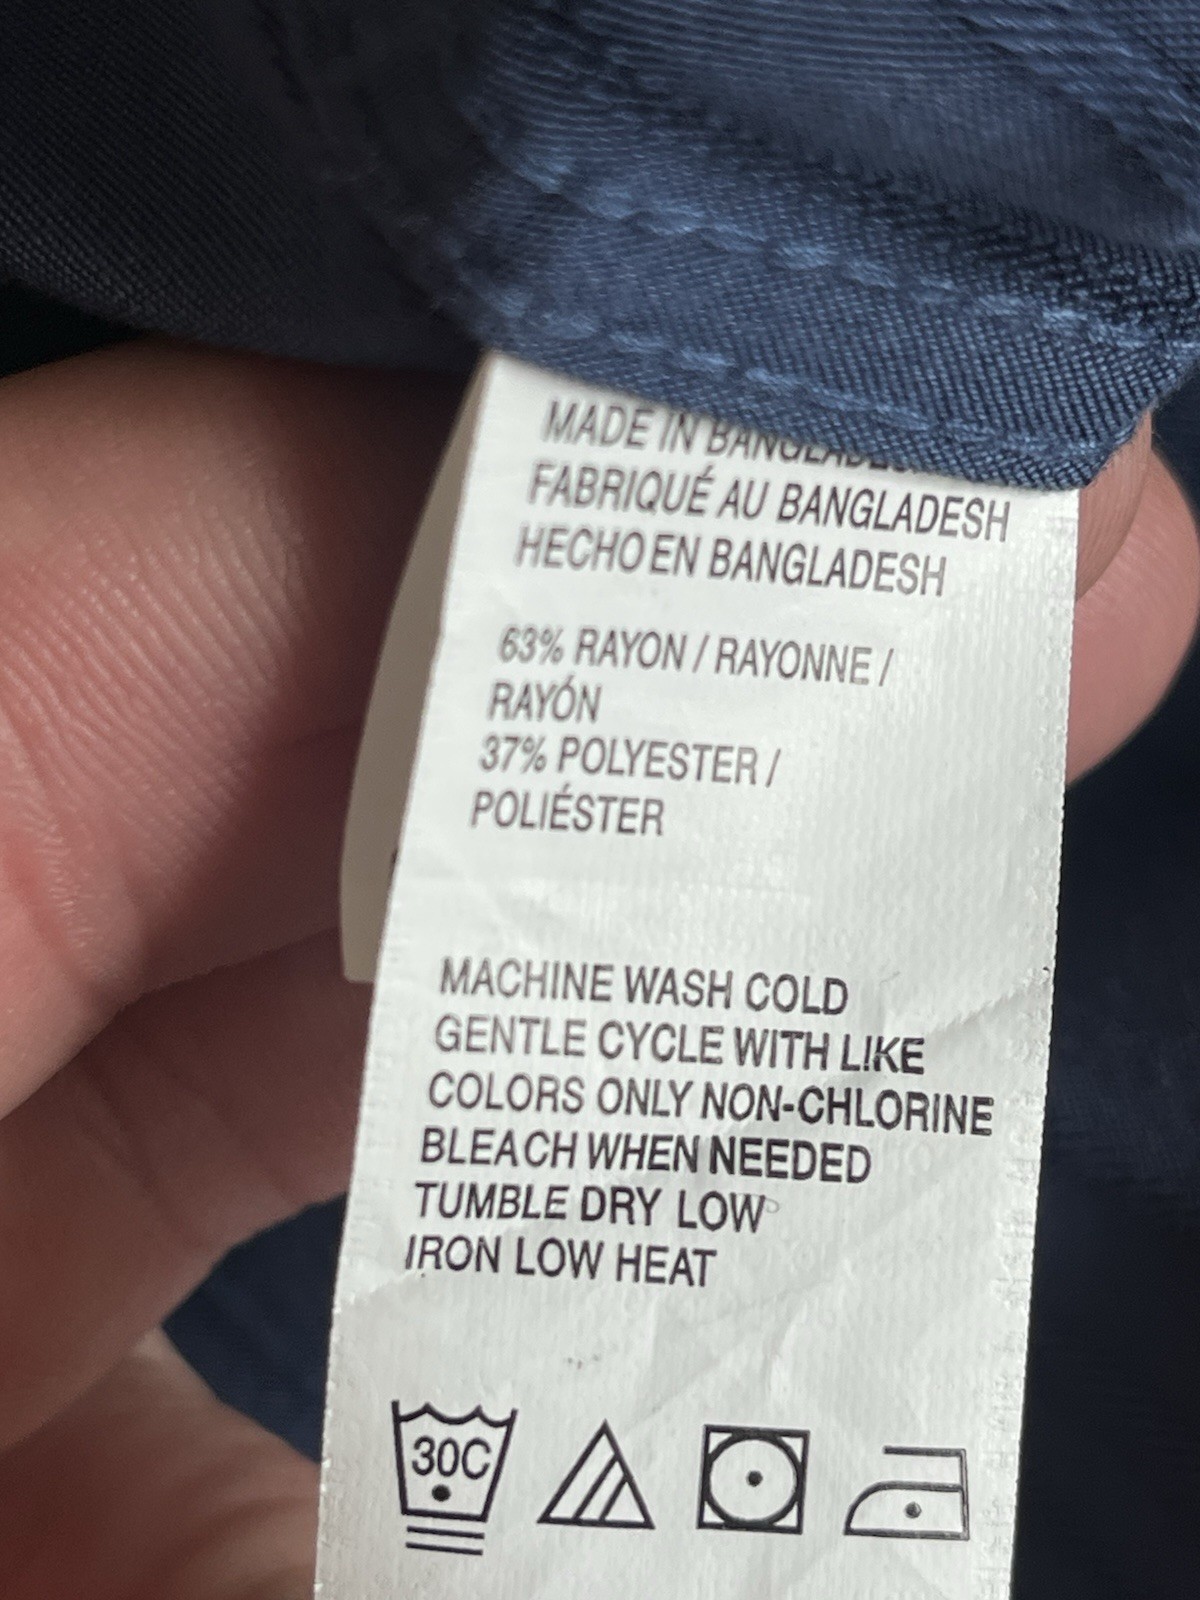 MADE IN BANGLADESH
FABRIQUÉ AU BANGLADESH
HECHO EN BANGLADESH
63% RAYON / RAYONNE /
RAYÓN
37% POLYESTER /
POLIÉSTER
MACHINE WASH COLD
GENTLE CYCLE WITH LIKE
COLORS ONLY NON-CHLORINE
BLEACH WHEN NEEDED
TUMBLE DRY LOW
IRON LOW HEAT
30C